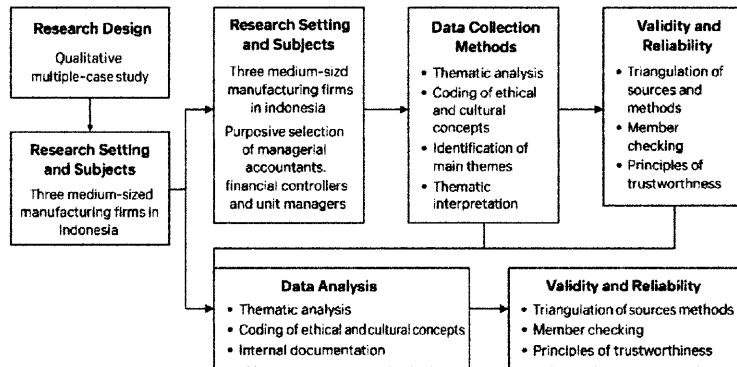 Research Design
Qualitative
multiple-case study
Research Setting
and Subjects
Three medium-sized
manufacturing firms in
Indonesia
Research Setting
and Subjects
Three medium-sizd
manufacturing firms
in indonesia
Purposive selection
of managerial
accountants.
financial controllers
and unit managers
Data Collection
Methods
• Thematic analysis
• Coding of ethical
and cultural
concepts
• Identification of
main themes
• Thematic
interpretation
Validity and
Reliability
• Triangulation of
sources and
methods
• Member
checking
• Principles of
trustworthness
Data Analysis
• Thematic analysis
• Coding of ethical and cultural concepts
• Internal documentation
Validity and Reliability
• Triangulation of sources methods
• Member checking
• Principles of trustworthiness